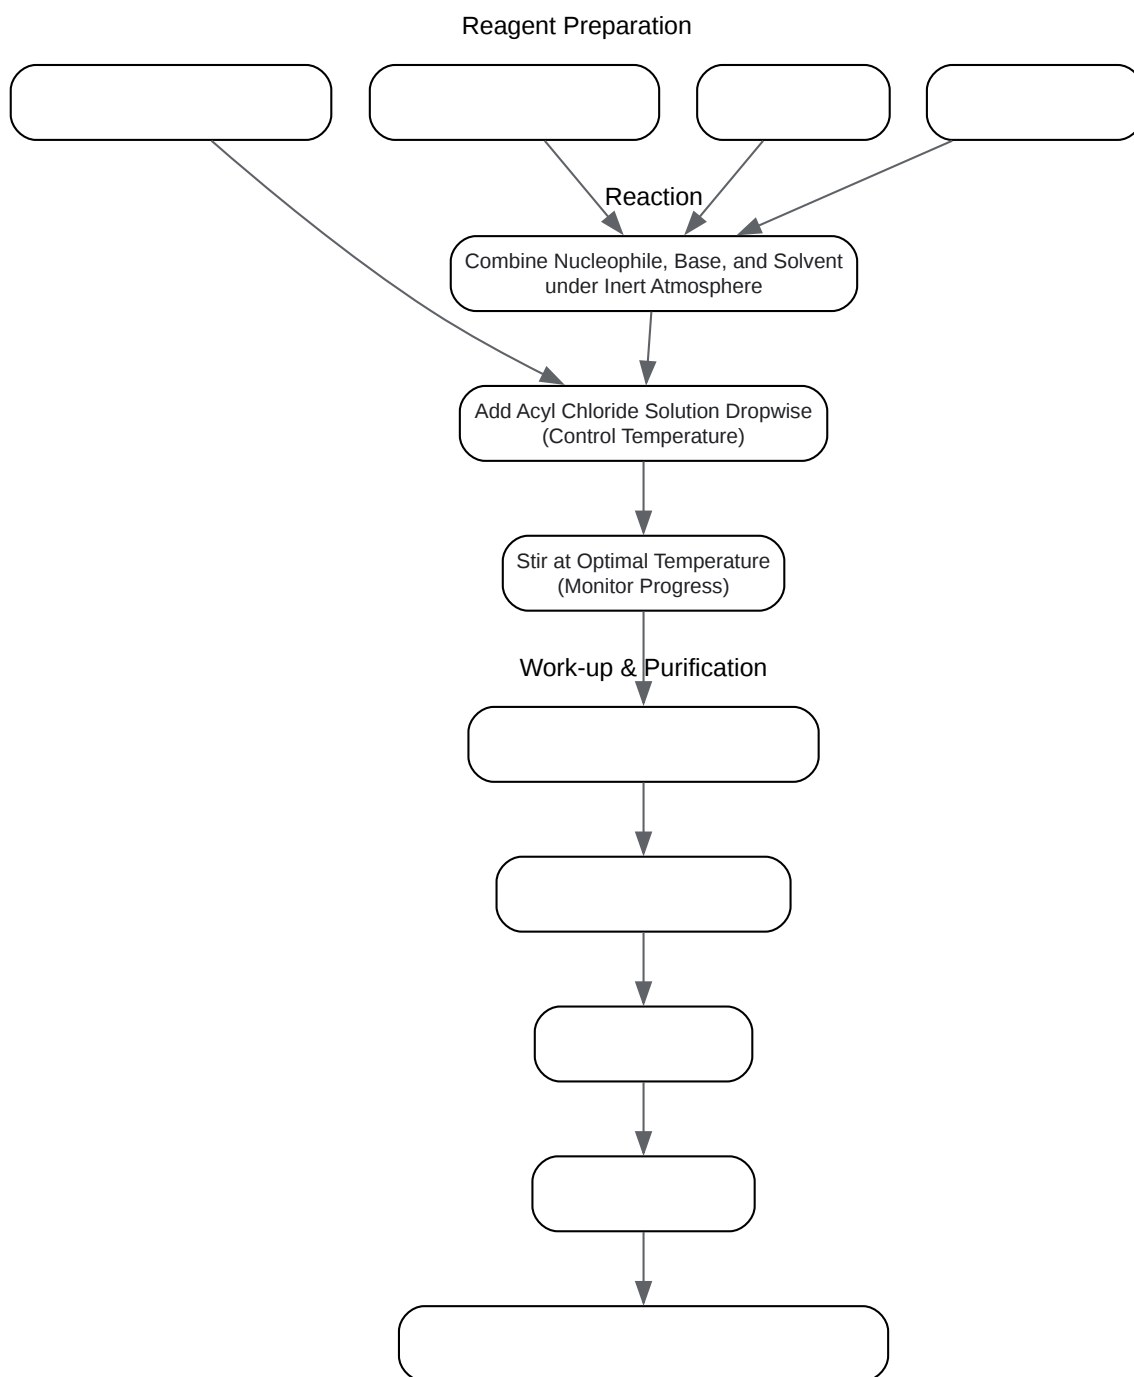 Reagent Preparation
Reaction
Combine Nucleophile, Base, and Solvent
under Inert Atmosphere
Add Acyl Chloride Solution Dropwise
(Control Temperature)
Stir at Optimal Temperature
(Monitor Progress)
Work-up & Purification